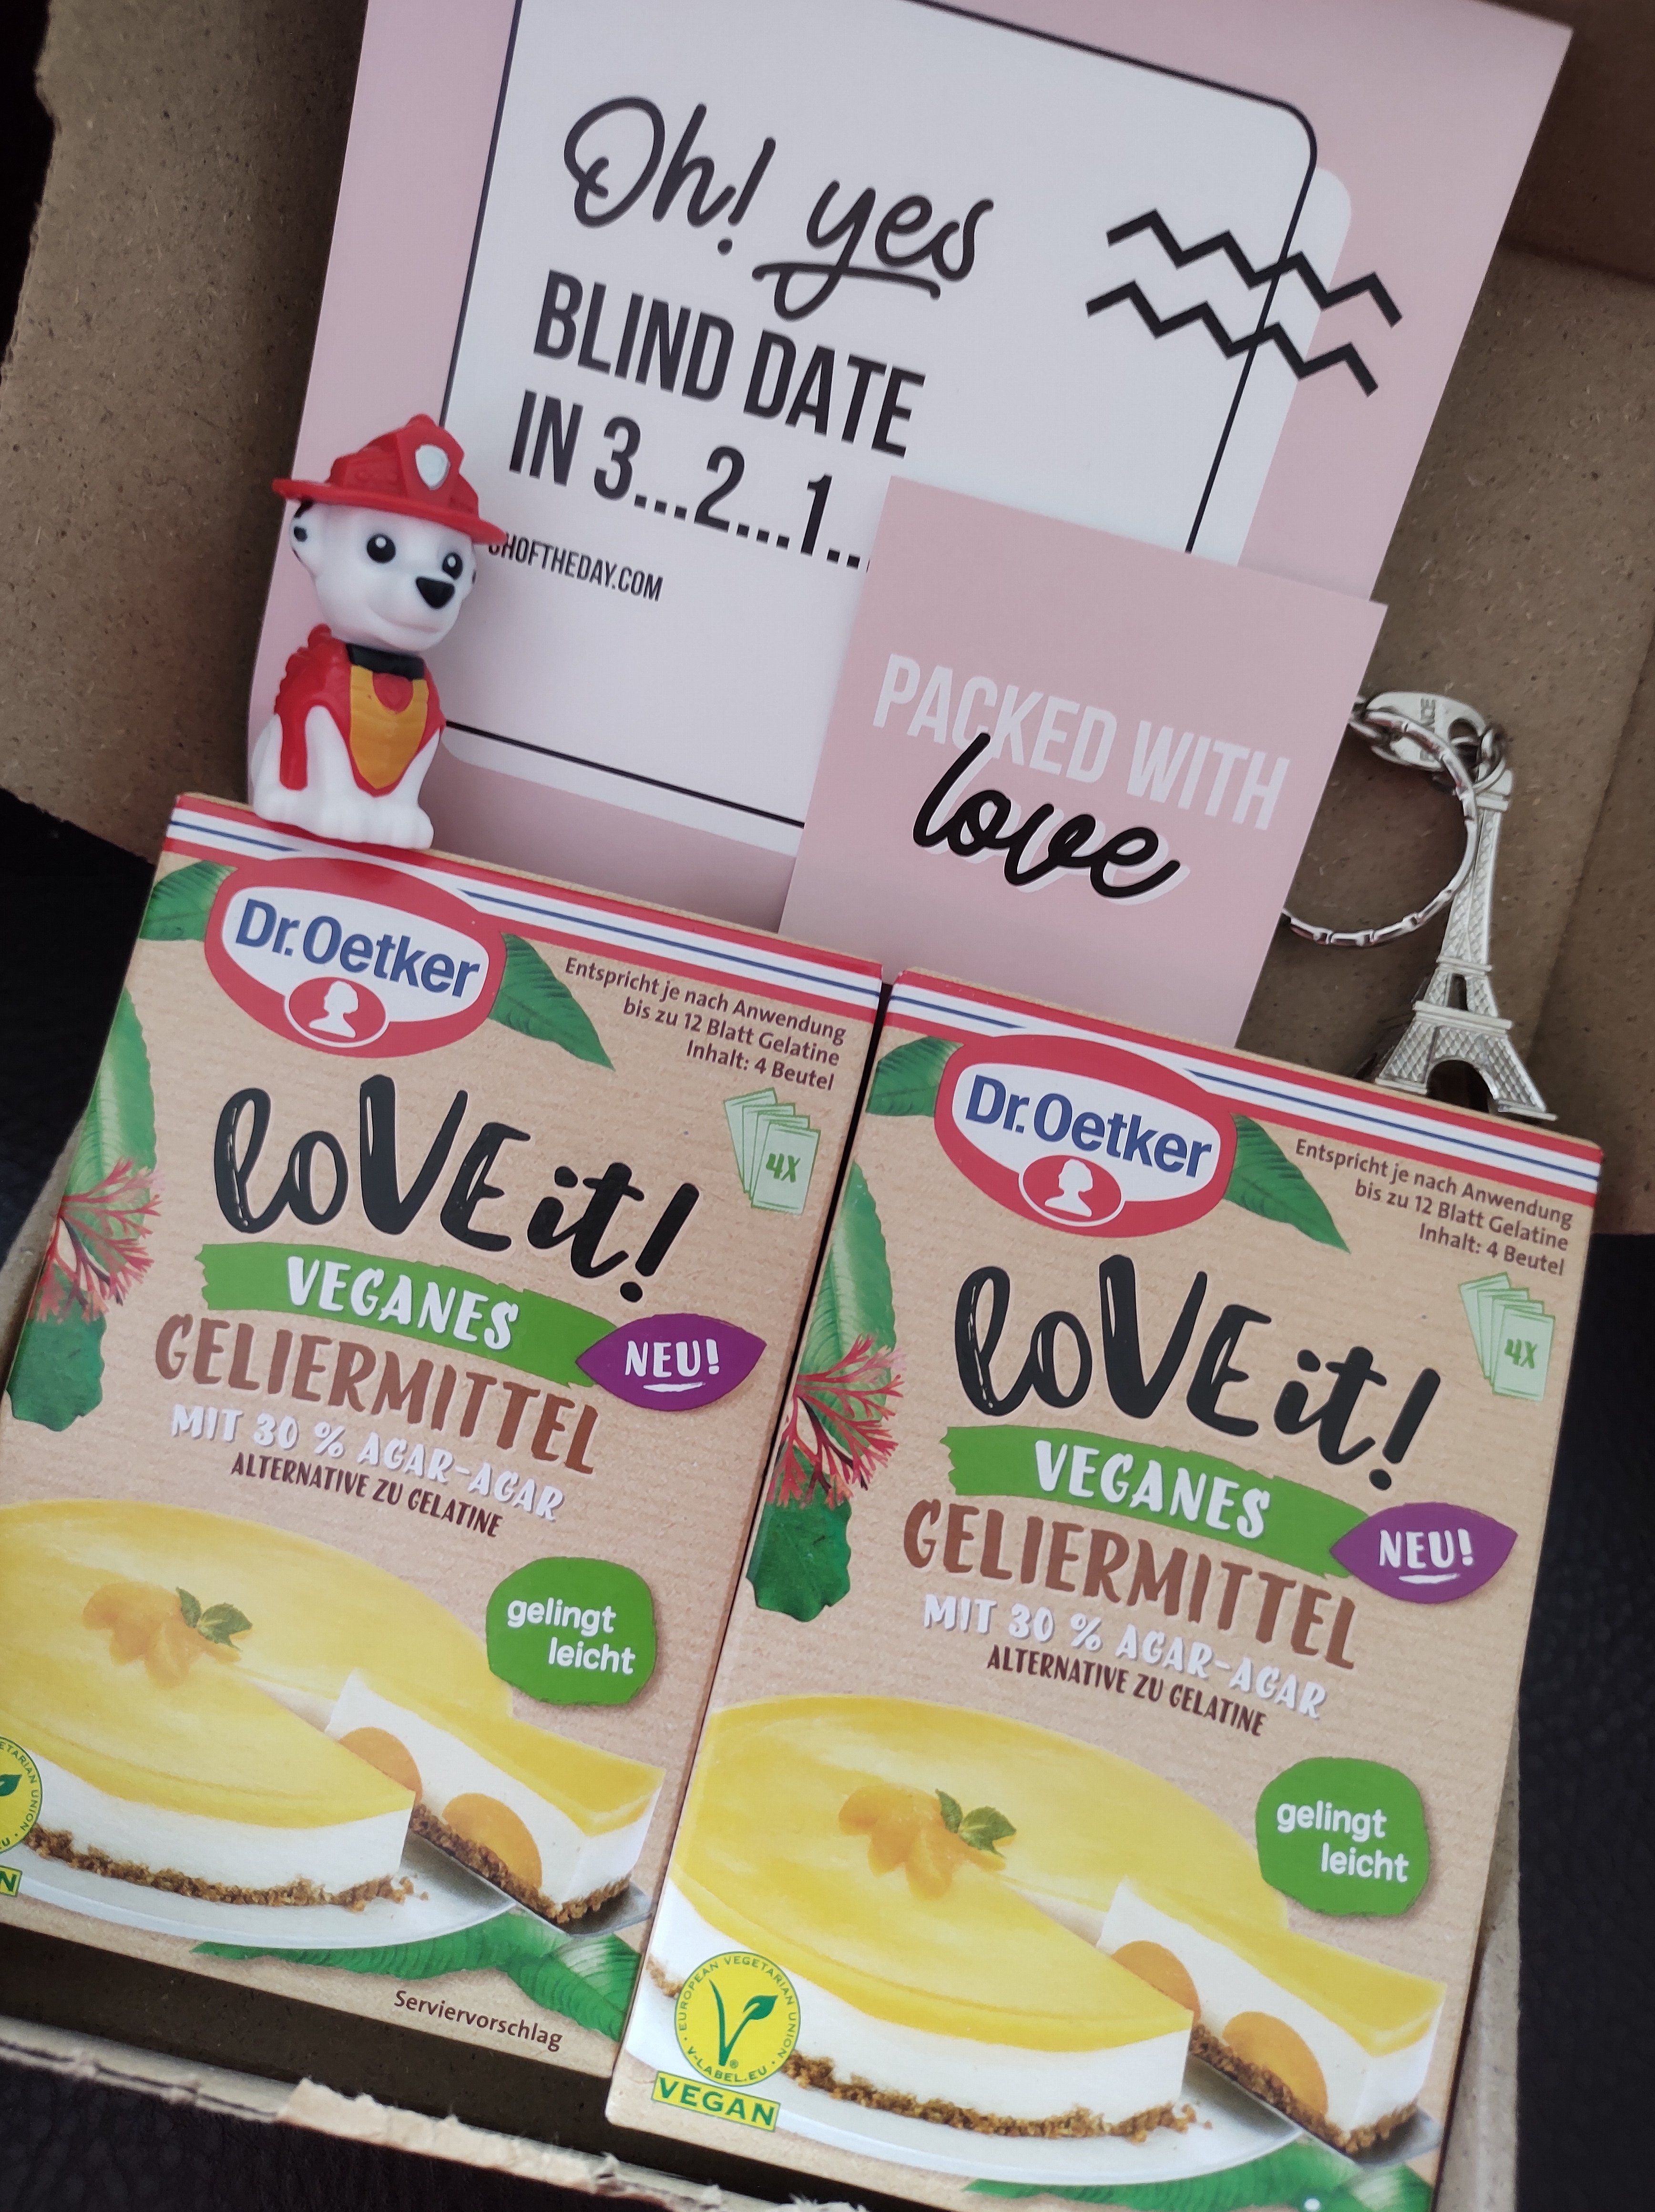 Oh! yes
BLIND DATE
IN 3...2...1...
HOFTHEDAY.COM
PACKED WITH
love
Dr.Oetker
Entspricht je nach Anwendung
bis zu 12 Blatt Gelatine
Inhalt: 4 Beutel
4X
loVE it!
VEGANES
NEU!
GELIERMITTEL
MIT 30 % AGAR-AGAR
ALTERNATIVE ZU GELATINE
gelingt
leicht
Serviervorschlag
Dr.Oetker
Entspricht je nach Anwendung
bis zu 12 Blatt Gelatine
Inhalt: 4 Beutel
4X
loVE it!
VEGANES
NEU!
GELIERMITTEL
MIT 30 % AGAR-AGAR
ALTERNATIVE ZU GELATINE
gelingt
leicht
EUROPEAN VEGETARIAN UNION
V-LABEL.EU
VEGAN